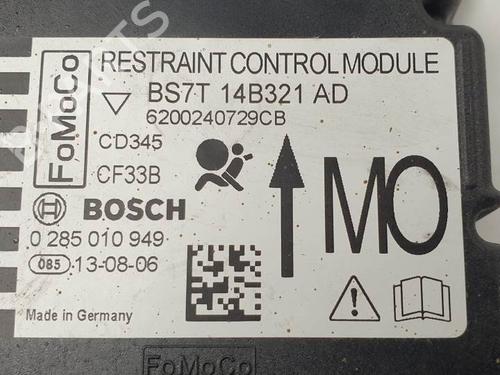 FoMoCo
RESTRAINT CONTROL MODULE
BS7T 14B321 AD
6200240729CB
CD345
CF33B
MO
BOSCH
0 285 010 949
085 13-08-06
Made in Germany
FoMoCo